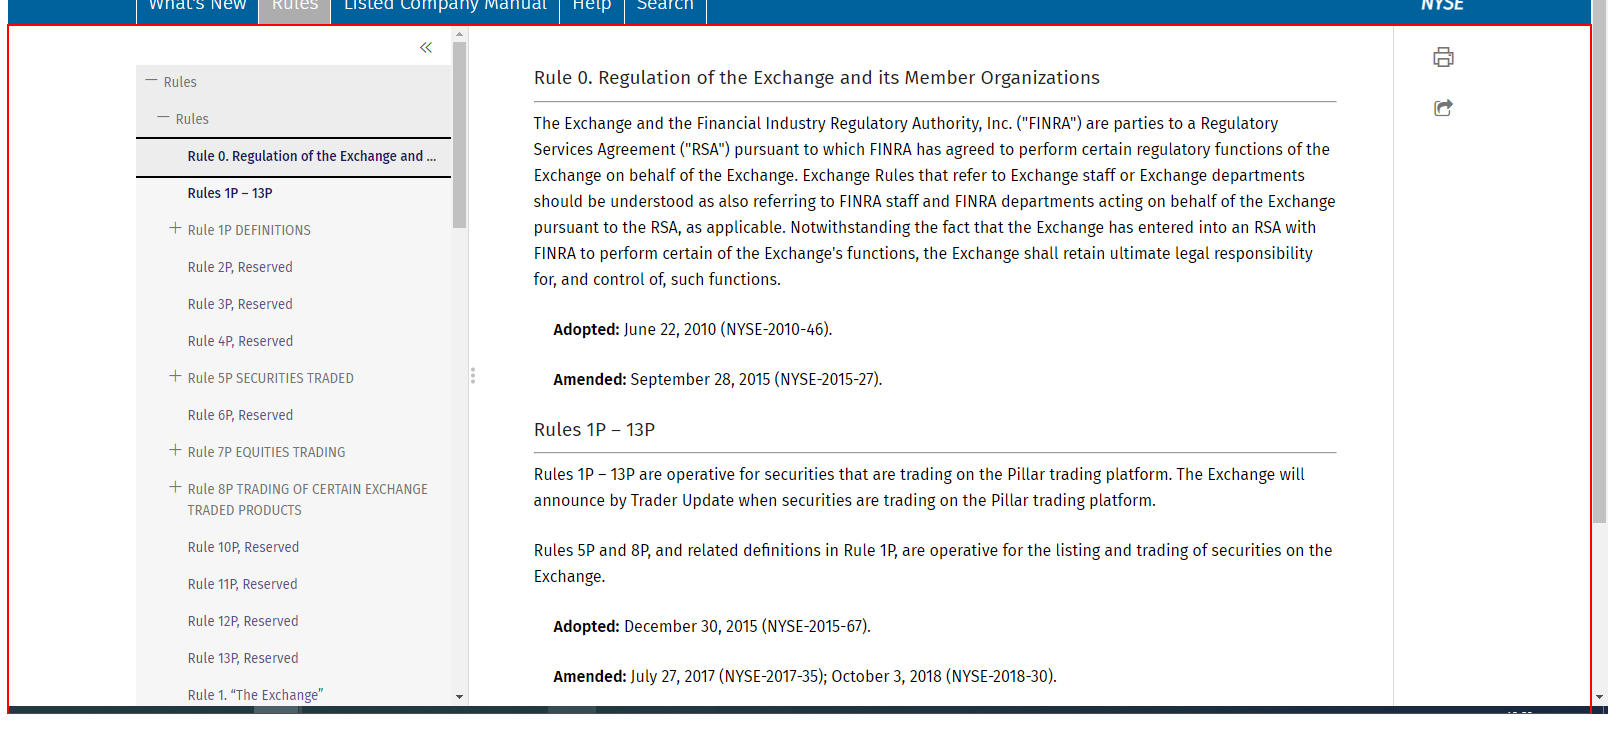 What's New Rules Listed Company Manual Help Search NYSE
Rules
Rules
Rule 0. Regulation of the Exchange and ...
Rules 1P – 13P
Rule 1P DEFINITIONS
Rule 2P, Reserved
Rule 3P, Reserved
Rule 4P, Reserved
Rule 5P SECURITIES TRADED
Rule 6P, Reserved
Rule 7P EQUITIES TRADING
Rule 8P TRADING OF CERTAIN EXCHANGE
TRADED PRODUCTS
Rule 10P, Reserved
Rule 11P, Reserved
Rule 12P, Reserved
Rule 13P, Reserved
Rule 1. “The Exchange”
Rule 0. Regulation of the Exchange and its Member Organizations
The Exchange and the Financial Industry Regulatory Authority, Inc. ("FINRA") are parties to a Regulatory
Services Agreement ("RSA") pursuant to which FINRA has agreed to perform certain regulatory functions of the
Exchange on behalf of the Exchange. Exchange Rules that refer to Exchange staff or Exchange departments
should be understood as also referring to FINRA staff and FINRA departments acting on behalf of the Exchange
pursuant to the RSA, as applicable. Notwithstanding the fact that the Exchange has entered into an RSA with
FINRA to perform certain of the Exchange's functions, the Exchange shall retain ultimate legal responsibility
for, and control of, such functions.
Adopted: June 22, 2010 (NYSE-2010-46).
Amended: September 28, 2015 (NYSE-2015-27).
Rules 1P – 13P
Rules 1P – 13P are operative for securities that are trading on the Pillar trading platform. The Exchange will
announce by Trader Update when securities are trading on the Pillar trading platform.
Rules 5P and 8P, and related definitions in Rule 1P, are operative for the listing and trading of securities on the
Exchange.
Adopted: December 30, 2015 (NYSE-2015-67).
Amended: July 27, 2017 (NYSE-2017-35); October 3, 2018 (NYSE-2018-30).